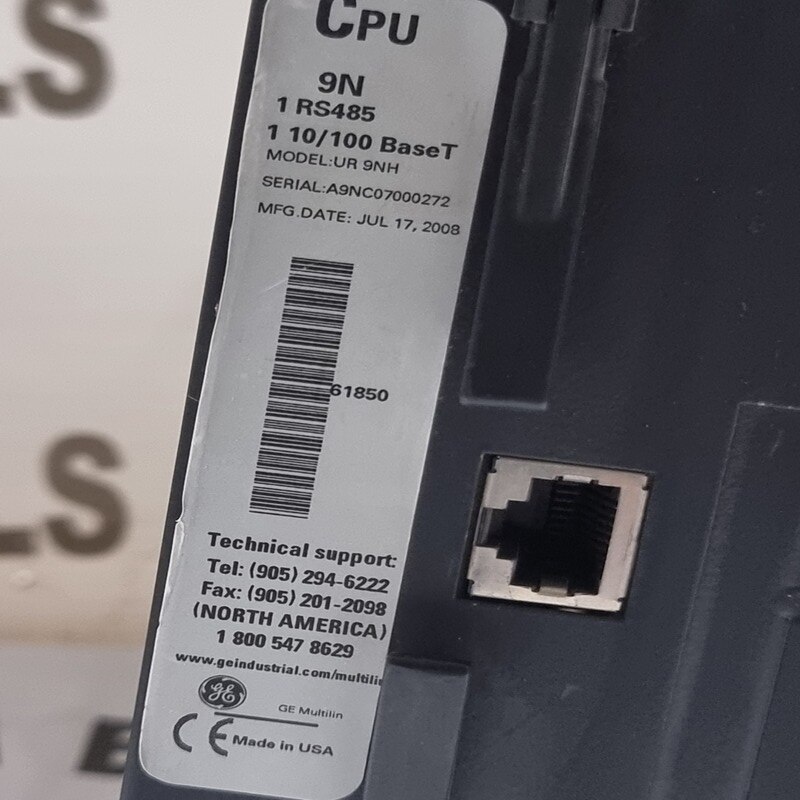 CPU
9N
1 RS485
1 10/100 BaseT
MODEL:UR 9NH
SERIAL:A9NC07000272
MFG.DATE: JUL 17, 2008
61850
Technical support:
Tel: (905) 294-6222
Fax: (905) 201-2098
(NORTH AMERICA)
1 800 547 8629
www.geindustrial.com/multilin
GE
GE Multilin
CE Made in USA
LS
LS